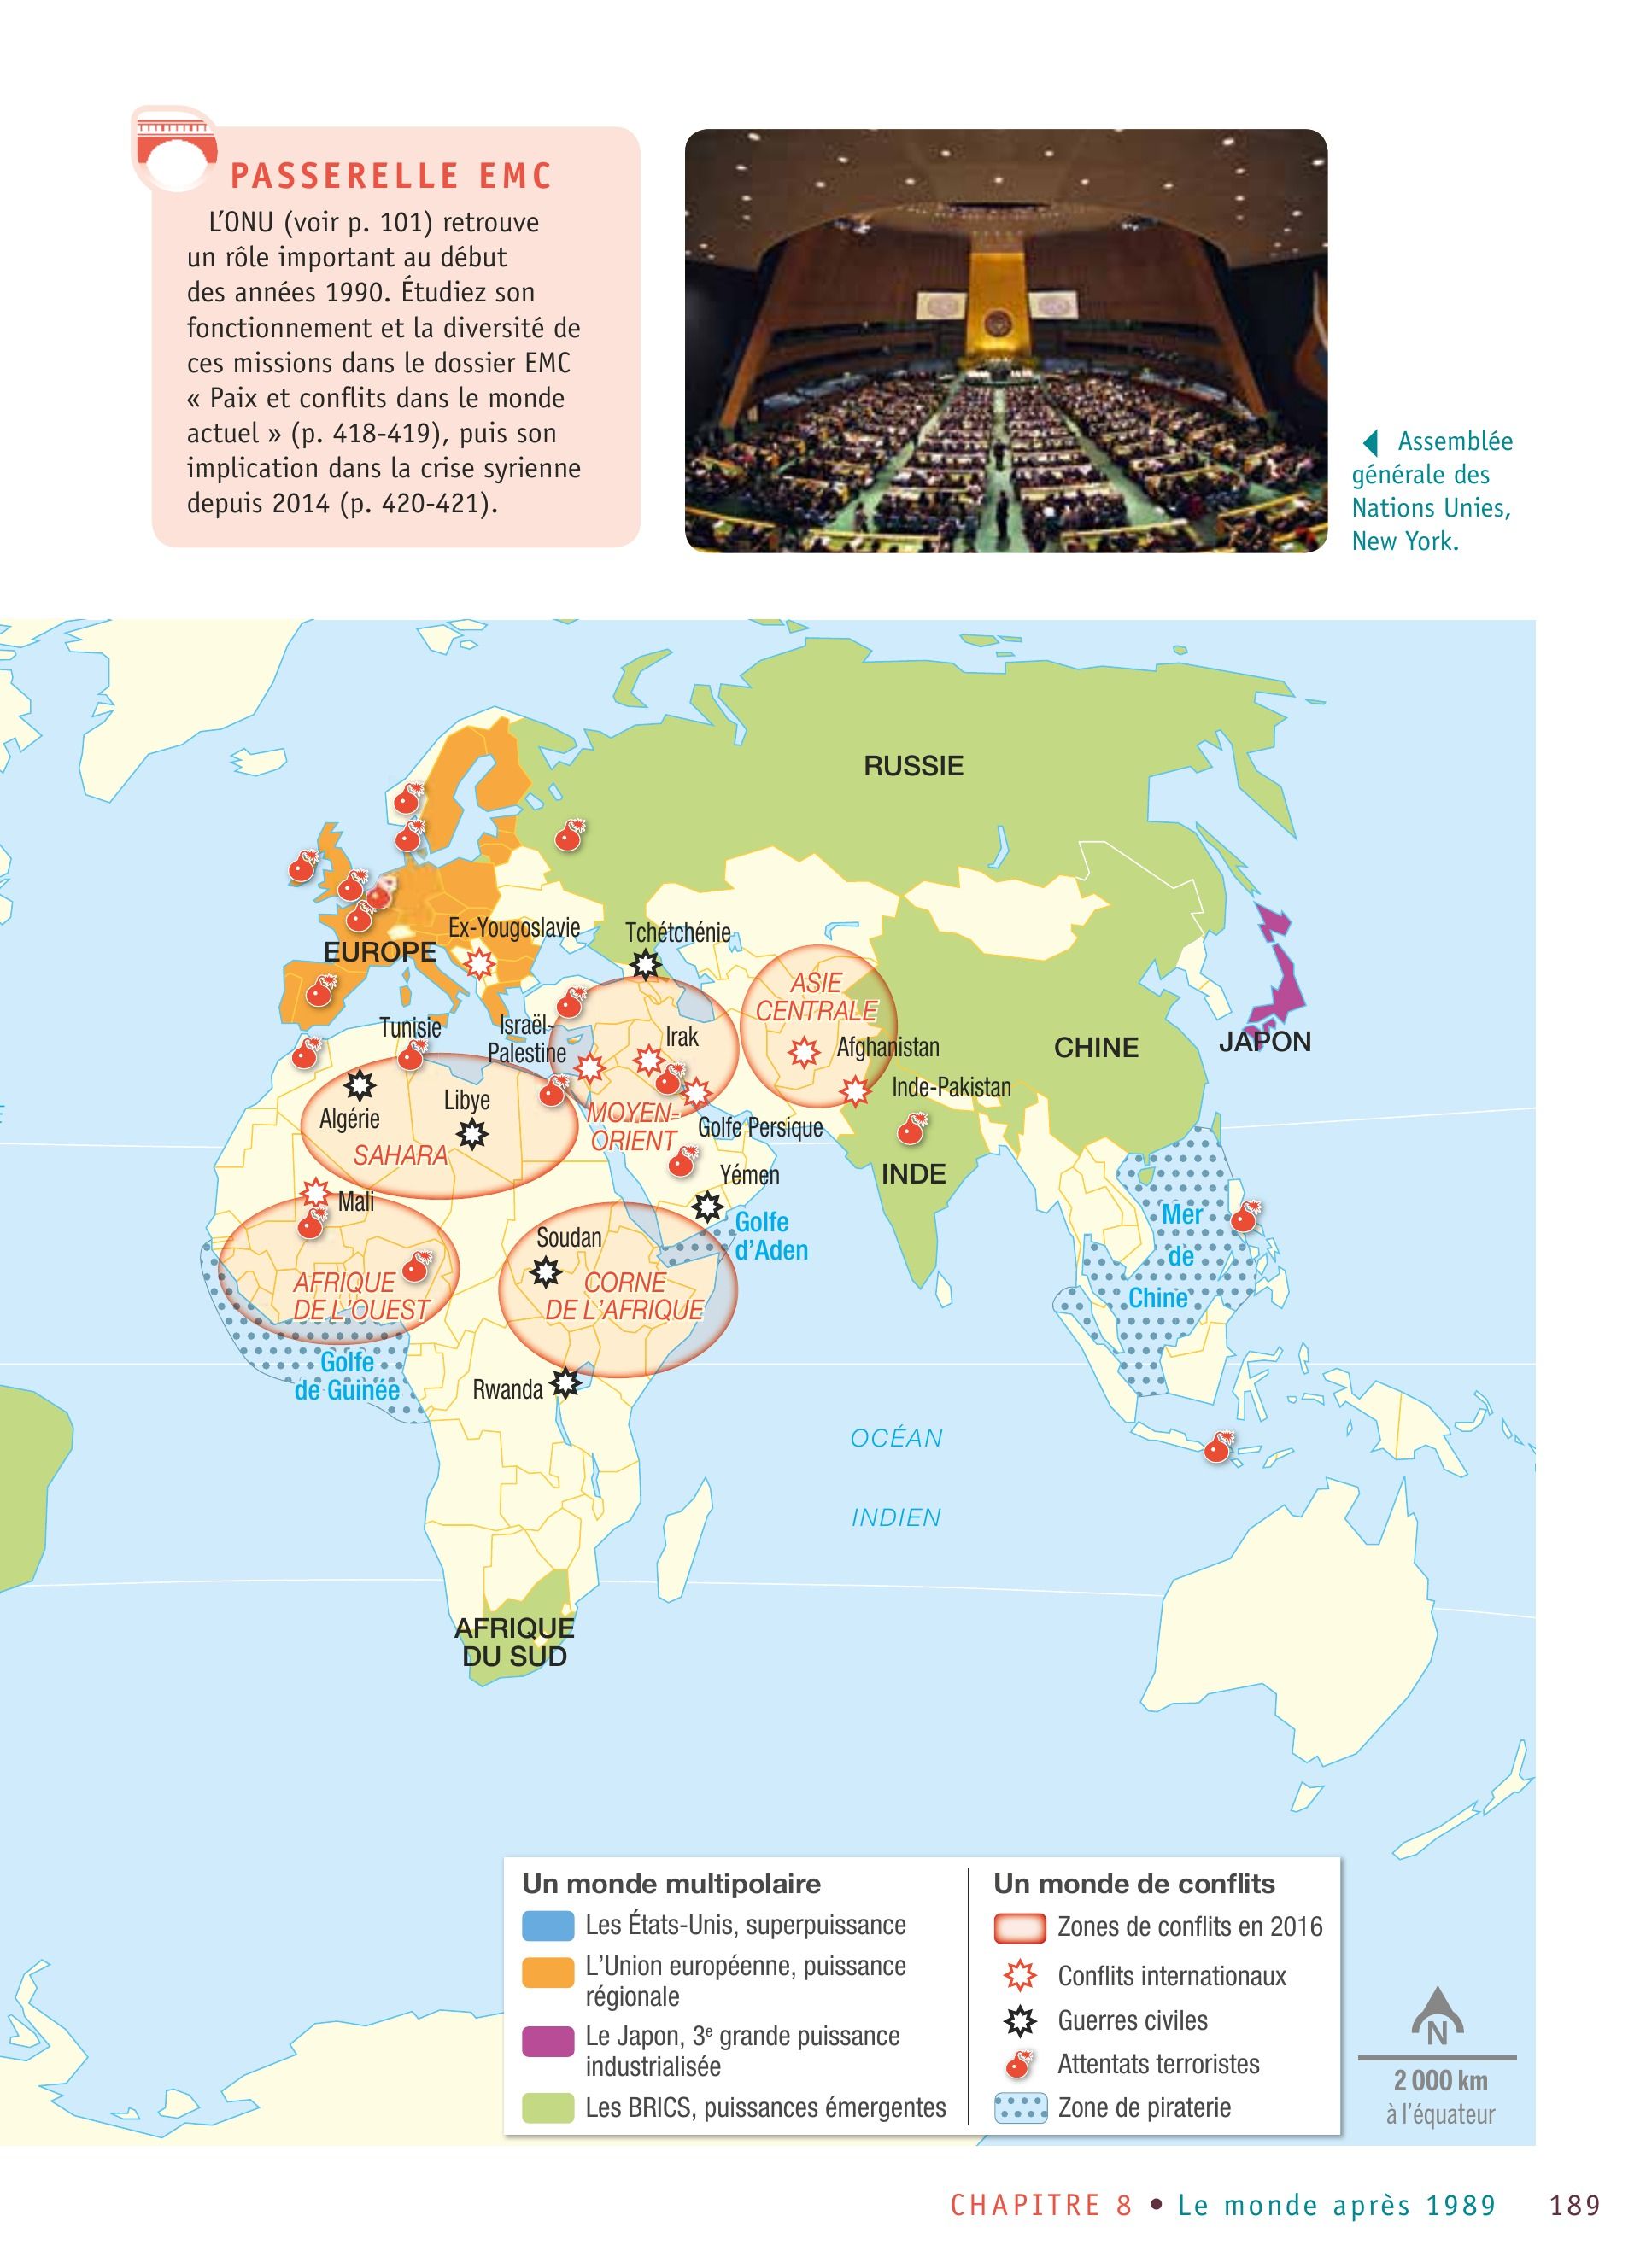 PASSERELLE EMC
L'ONU (voir p. 101) retrouve
un rôle important au début
des années 1990. Étudiez son
fonctionnement et la diversité de
ces missions dans le dossier EMC
« Paix et conflits dans le monde
actuel » (p. 418-419), puis son
implication dans la crise syrienne
depuis 2014 (p. 420-421).
◀ Assemblée
générale des
Nations Unies,
New York.
RUSSIE
Ex-Yougoslavie
Tchétchénie
EUROPE
ASIE
CENTRALE
Tunisie
Israël-
Palestine
Irak
Afghanistan
CHINE
JAPON
Inde-Pakistan
Algérie
Libye
MOYEN-
ORIENT
Golfe Persique
SAHARA
INDE
Yémen
Mali
Golfe
d'Aden
Mer
de
Chine
Soudan
AFRIQUE
DE L'OUEST
CORNE
DE L'AFRIQUE
Golfe
de Guinée
Rwanda
OCÉAN
INDIEN
AFRIQUE
DU SUD
Un monde multipolaire
Les États-Unis, superpuissance
L'Union européenne, puissance
régionale
Le Japon, 3e grande puissance
industrialisée
Les BRICS, puissances émergentes
Un monde de conflits
Zones de conflits en 2016
Conflits internationaux
Guerres civiles
Attentats terroristes
Zone de piraterie
N
2 000 km
à l'équateur
CHAPITRE 8 • Le monde après 1989 189